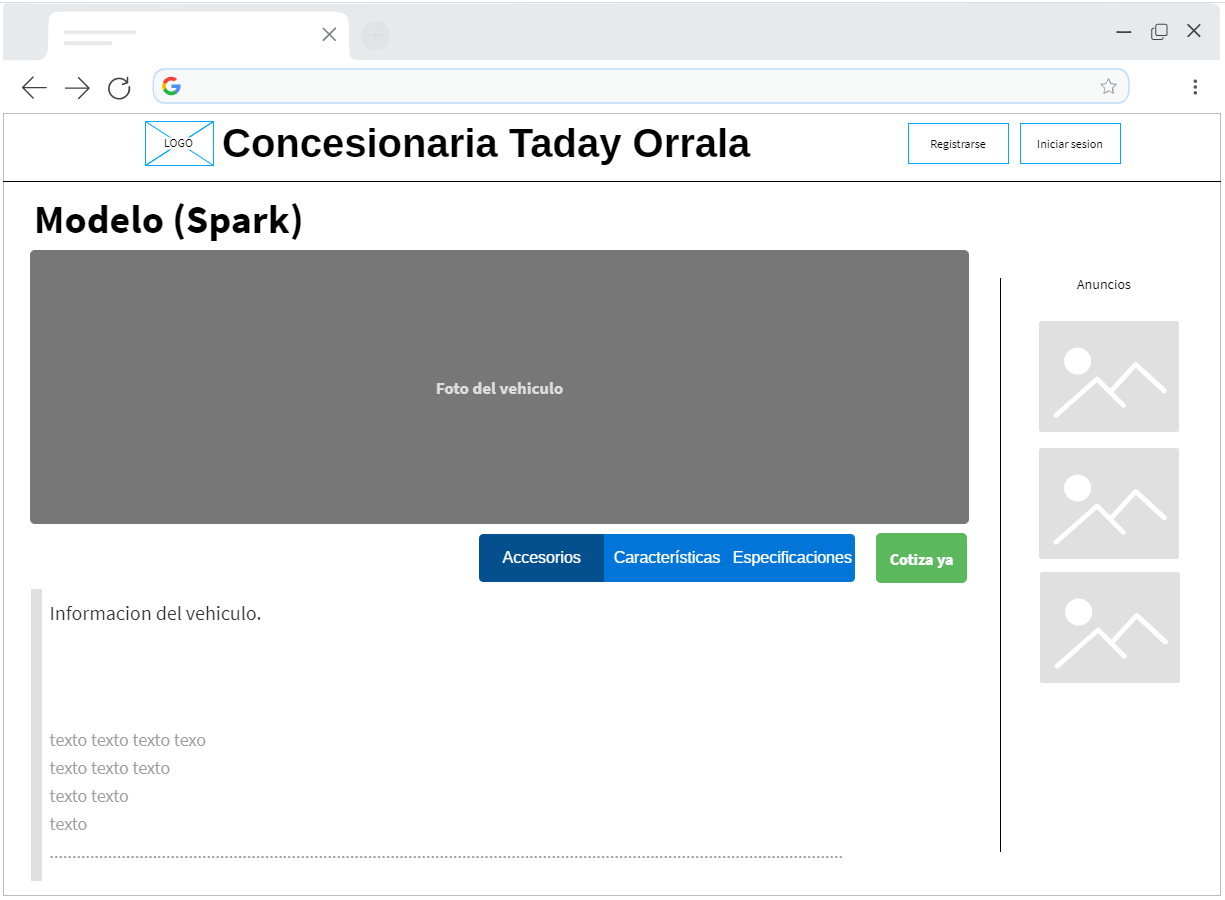 LOGO
Concesionaria Taday Orrala
Registrarse
Iniciar sesion
Modelo (Spark)
Foto del vehiculo
Anuncios
Accesorios
Características
Especificaciones
Cotiza ya
Informacion del vehiculo.
texto texto texto texo
texto texto texto
texto texto
texto